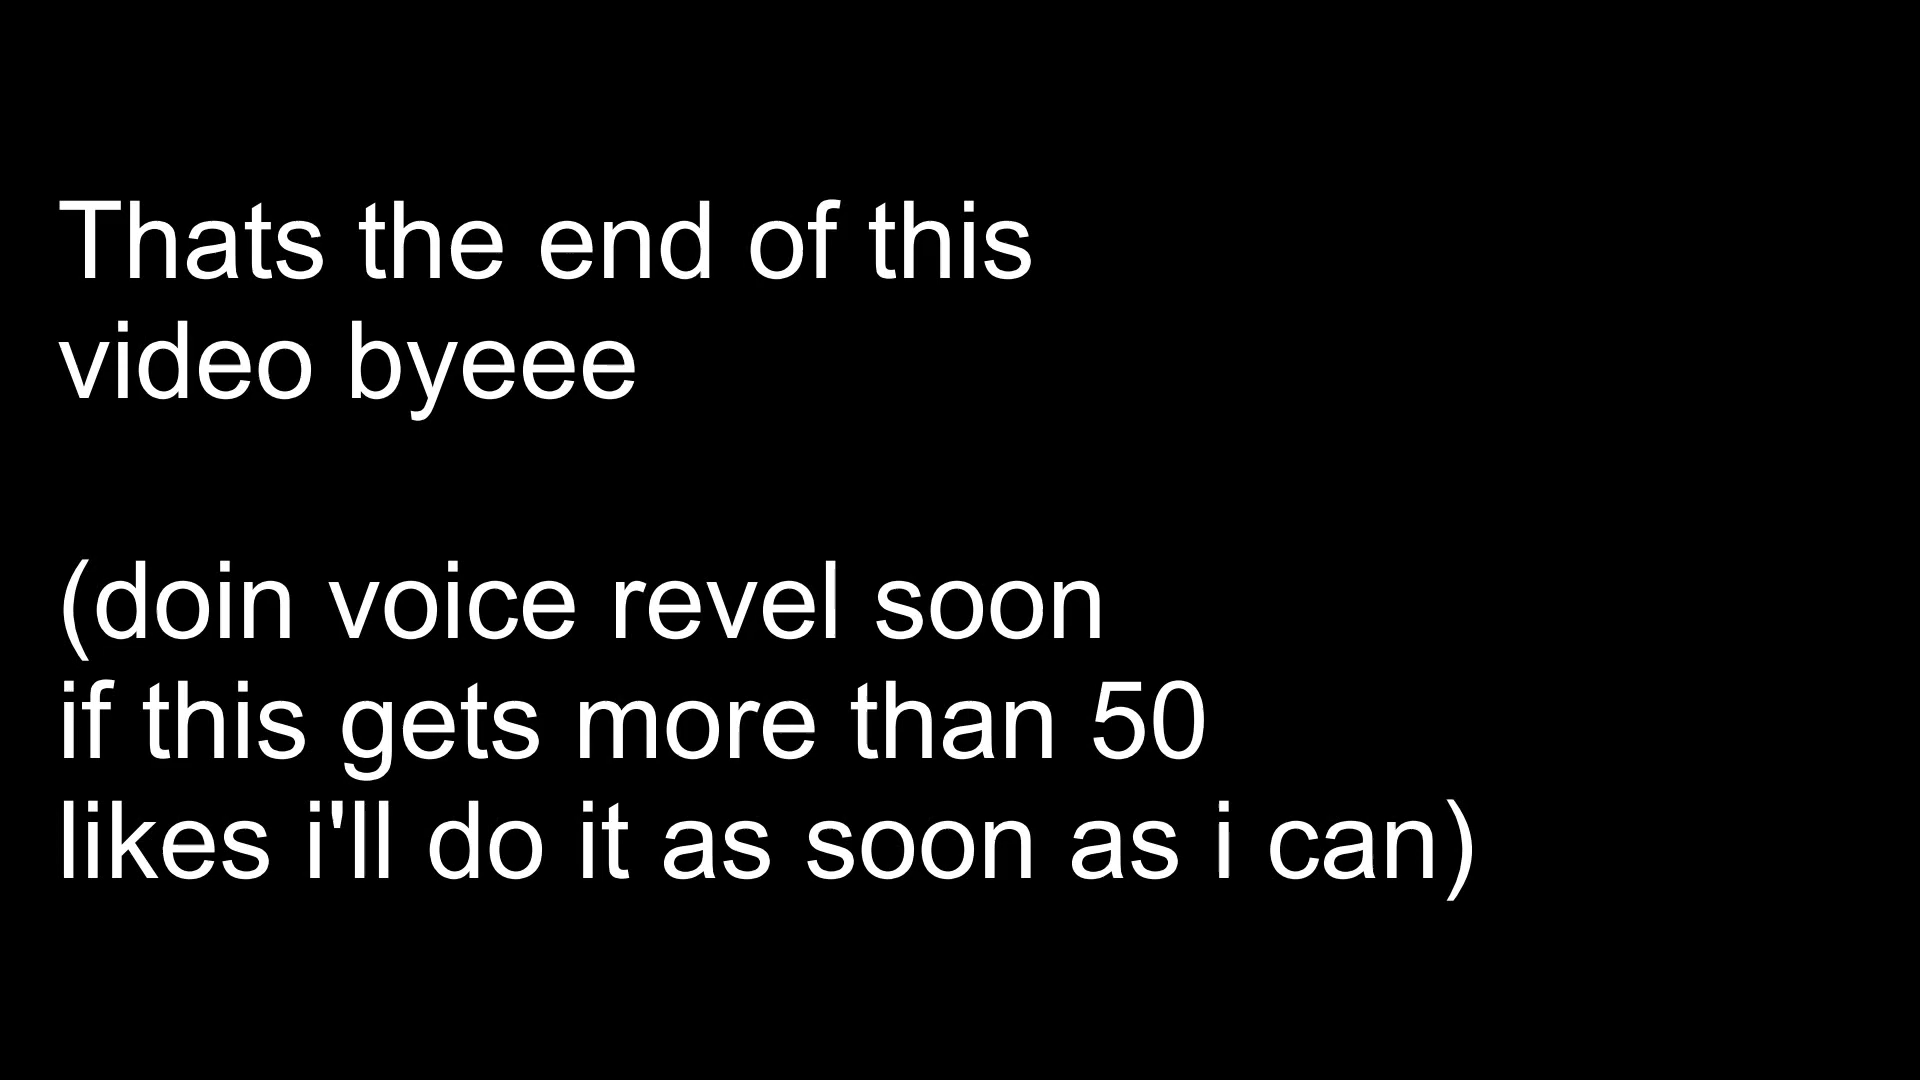 Thats the end of this
video byeee
(doin voice revel soon
if this gets more than 50
likes i'll do it as soon as i can)